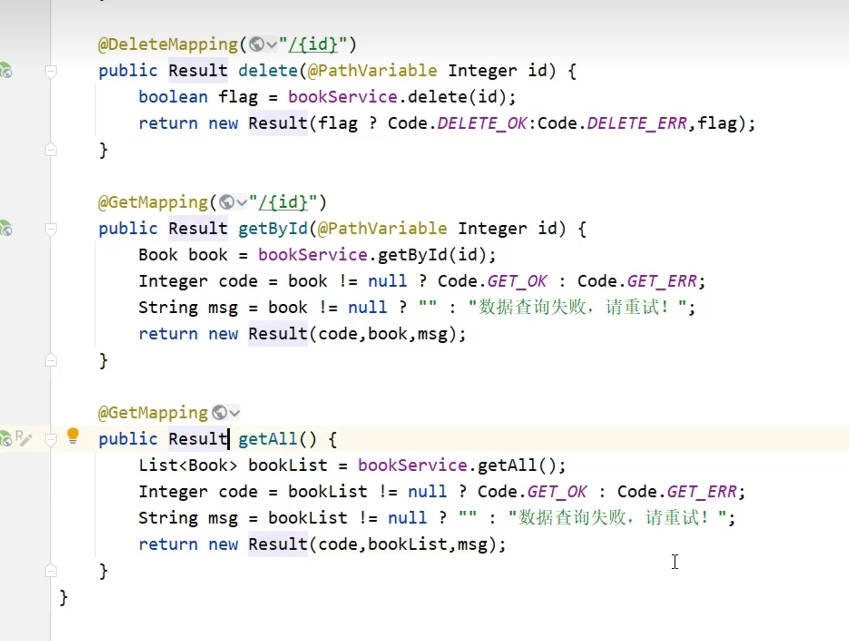 @DeleteMapping("/{id}")
public Result delete(@PathVariable Integer id) {
boolean flag = bookService.delete(id);
return new Result(flag ? Code.DELETE_OK:Code.DELETE_ERR,flag);
}
@GetMapping("/{id}")
public Result getById(@PathVariable Integer id) {
Book book = bookService.getById(id);
Integer code = book != null ? Code.GET_OK : Code.GET_ERR;
String msg = book != null ? "" : "数据查询失败，请重试！";
return new Result(code,book,msg);
}
@GetMapping
public Result getAll() {
List<Book> bookList = bookService.getAll();
Integer code = bookList != null ? Code.GET_OK : Code.GET_ERR;
String msg = bookList != null ? "" : "数据查询失败，请重试！";
return new Result(code,bookList,msg);
}
}